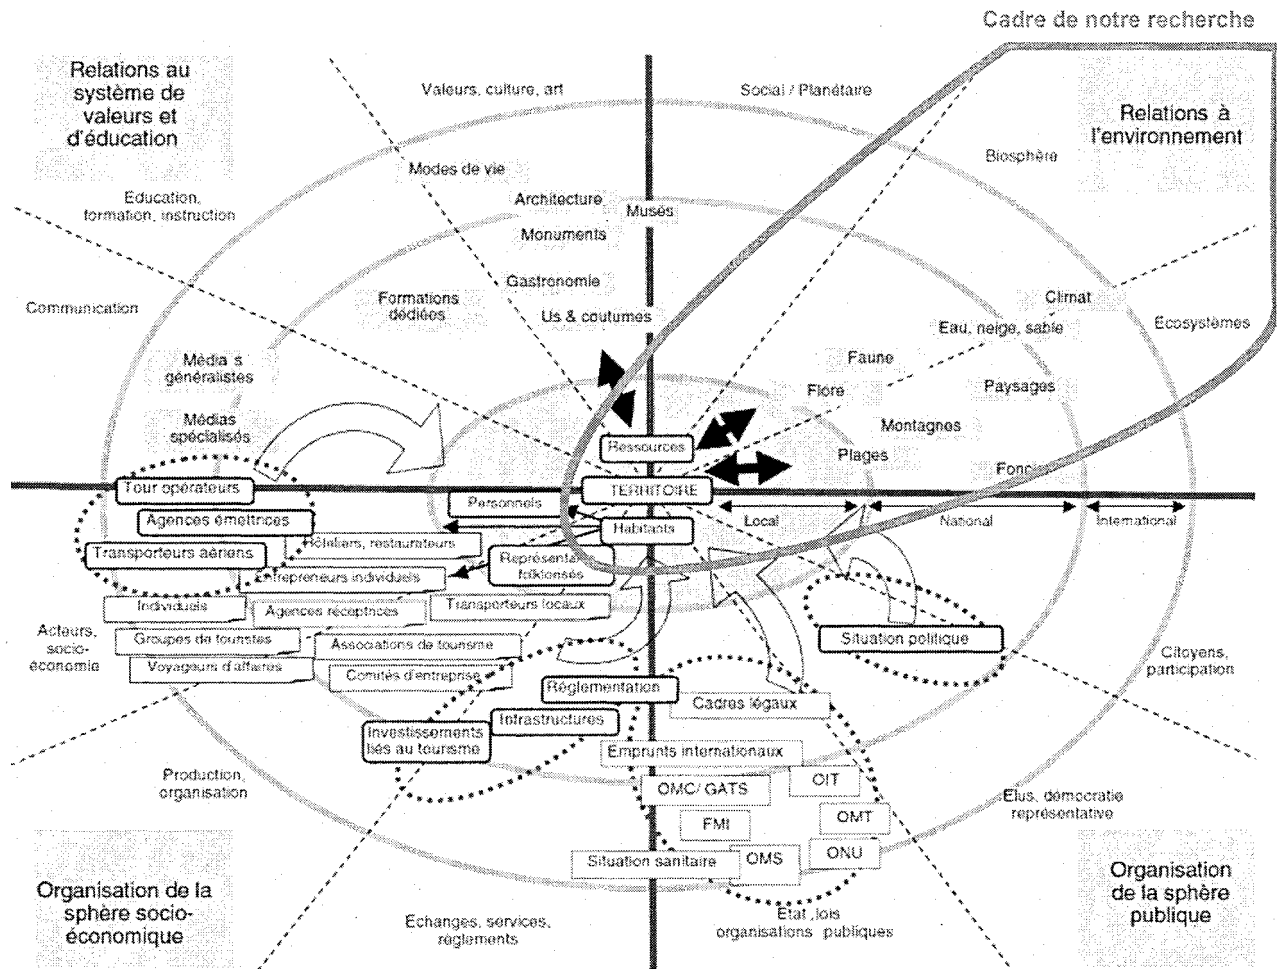 Cadre de notre recherche
Relations au
système de
valeurs et
d'éducation
Valeurs, culture, art
Social / Planétaire
Relations à
l'environnement
Biosphère
Modes de vie
Education,
formation, instruction
Architecture
Musés
Monuments
Gastronomie
Formations
dédiées
Us & coutumes
Communication
Climat
Eau, neige, sable
Ecosystèmes
Faune
Média s
généralistes
Flore
Paysages
Médias
spécialisés
Montagnes
Ressources
Plages
Tour opérateurs
TERRITOIRE
Personnels
Local
National
International
Agences émettrices
Habitants
Hôteliers, restaurateurs
Transporteurs aériens
Représentants
folklorisés
Entrepreneurs individuels
Individuels
Agences réceptrices
Transporteurs locaux
Acteurs,
socio-
économie
Groupes de touristes
Associations de tourisme
Situation politique
Voyageurs d'affaires
Comités d'entreprise
Citoyens,
participation
Réglementation
Cadres légaux
Infrastructures
Investissements
liés au tourisme
Emprunts internationaux
Production,
organisation
OMC/ GATS
OIT
Elus, démocratie
représentative
FMI
OMT
Situation sanitaire
OMS
ONU
Organisation de la
sphère socio-
économique
Organisation
de la sphère
publique
Echanges, services,
règlements
Etat ,lois
organisations publiques